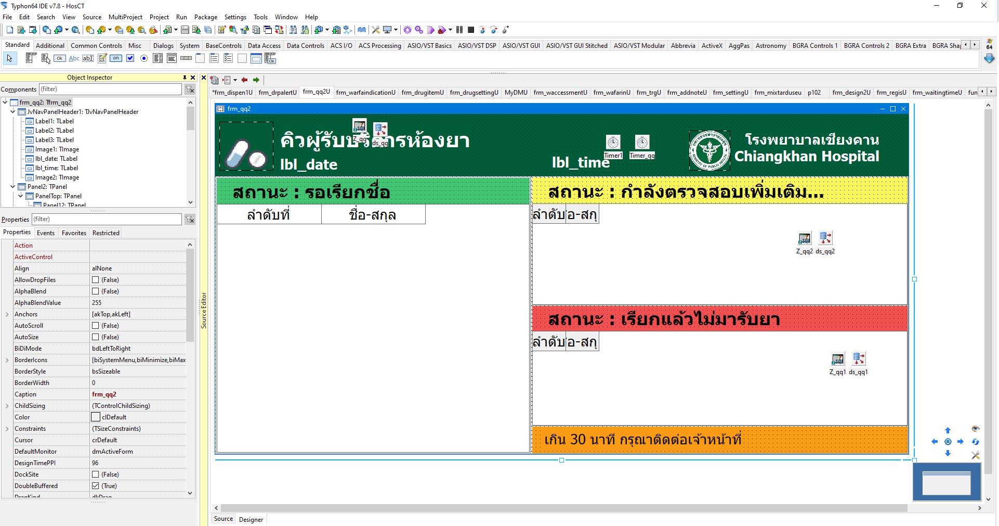 Typhon64 IDE v7.8 - HosCT
File Edit Search View Source MultiProject Project Run Package Settings Tools Window Help
Standard Additional Common Controls Misc Dialogs System BaseControls Data Access Data Controls ACS I/O ACS Processing ASIO/VST Basics ASIO/VST DSP ASIO/VST GUI ASIO/VST GUI Stitched ASIO/VST Modular Abbrevia ActiveX AggPas Astronomy BGRA Controls 1 BGRA Controls 2 BGRA Extra BGRA Shap
64
Ok Abc ab on Ok
Object Inspector
Components (filter)
*frm_dispen1U frm_drpalertU frm_qq2U frm_warfaindicationU frm_drugitemU frm_drugsettingU MyDMU frm_waccessmentU frm_wafarinU frm_trgU frm_addnoteU frm_settingU frm_mixtarduseu p102 frm_design2U frm_regisU frm_waitingtimeU fun
frm_qq2: Tfrm_qq2
JvNavPanelHeader1: TJvNavPanelHeader
Label1: TLabel
Label2: TLabel
Label3: TLabel
Image1: TImage
lbl_date: TLabel
lbl_time: TLabel
Image2: TImage
Panel2: TPanel
PanelTop: TPanel
Panel12: TPanel
Properties (filter)
Properties Events Favorites Restricted
Action
ActiveControl
Align alNone
AllowDropFiles (False)
AlphaBlend (False)
AlphaBlendValue 255
Anchors [akTop,akLeft]
AutoScroll (False)
AutoSize (False)
BiDiMode bdLeftToRight
BorderIcons [biSystemMenu,biMinimize,biMax
BorderStyle bsSizeable
BorderWidth 0
Caption frm_qq2
ChildSizing (TControlChildSizing)
Color clDefault
Constraints (TSizeConstraints)
Cursor crDefault
DefaultMonitor dmActiveForm
DesignTimePPI 96
DockSite (False)
DoubleBuffered (True)
DragKind dkDrag
Source Editor
frm_qq2
คิวผู้รับบริการห้องยา
Z_qq ds_qq
lbl_date
Timer1 Timer_qq
lbl_time
โรงพยาบาลเชียงคาน
Chiangkhan Hospital
สถานะ : รอเรียกชื่อ
ลำดับที่ ชื่อ-สกุล
สถานะ : กำลังตรวจสอบเพิ่มเติม...
ลำดับ อ-สกุ
Z_qq2 ds_qq2
สถานะ : เรียกแล้วไม่มารับยา
ลำดับ อ-สกุ
Z_qq1 ds_qq1
เกิน 30 นาที กรุณาติดต่อเจ้าหน้าที่
R
Source Designer